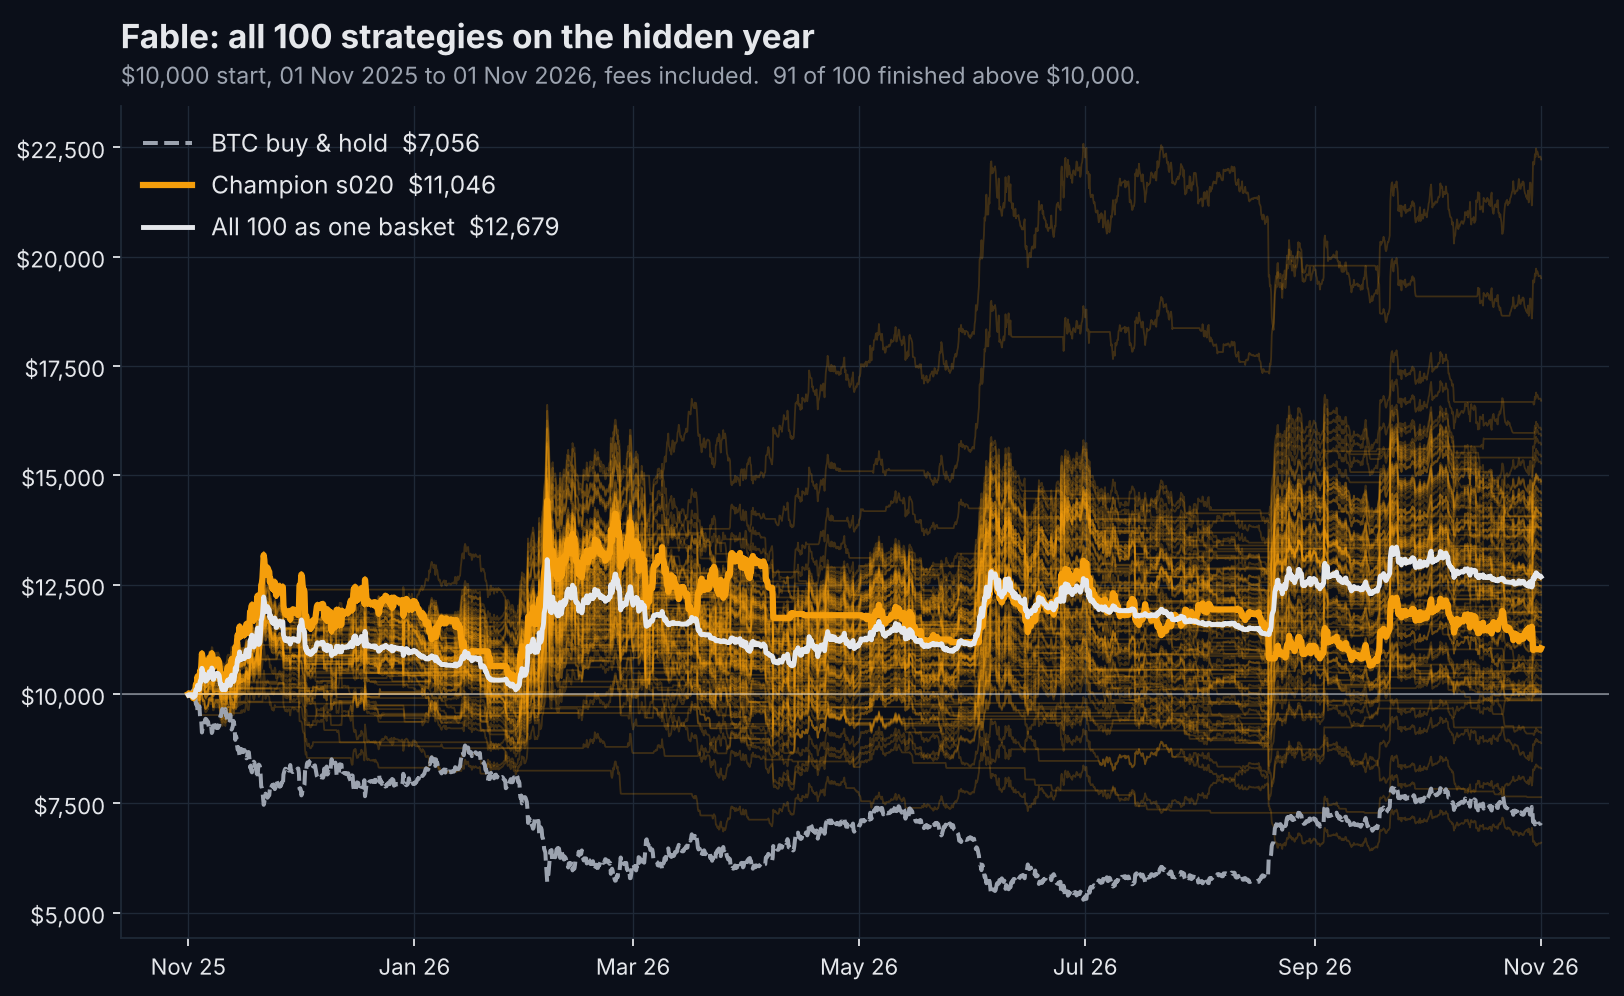 Fable: all 100 strategies on the hidden year
$10,000 start, 01 Nov 2025 to 01 Nov 2026, fees included.  91 of 100 finished above $10,000.
BTC buy & hold  $7,056
Champion s020  $11,046
All 100 as one basket  $12,679
$22,500
$20,000
$17,500
$15,000
$12,500
$10,000
$7,500
$5,000
Nov 25
Jan 26
Mar 26
May 26
Jul 26
Sep 26
Nov 26